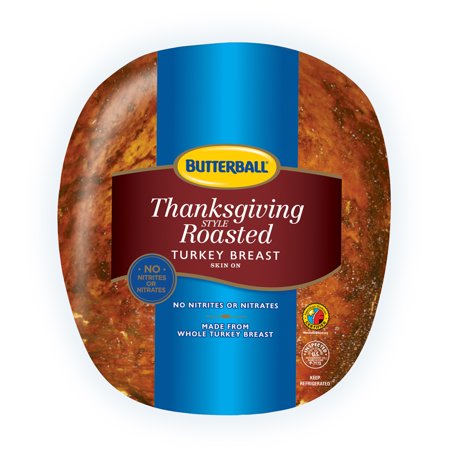 BUTTERBALL
Thanksgiving
STYLE
Roasted
TURKEY BREAST
SKIN ON
NO
NITRITES
OR
NITRATES
NO NITRITES OR NITRATES
MADE FROM
WHOLE TURKEY BREAST
INSPECTED
KEEP
REFRIGERATED